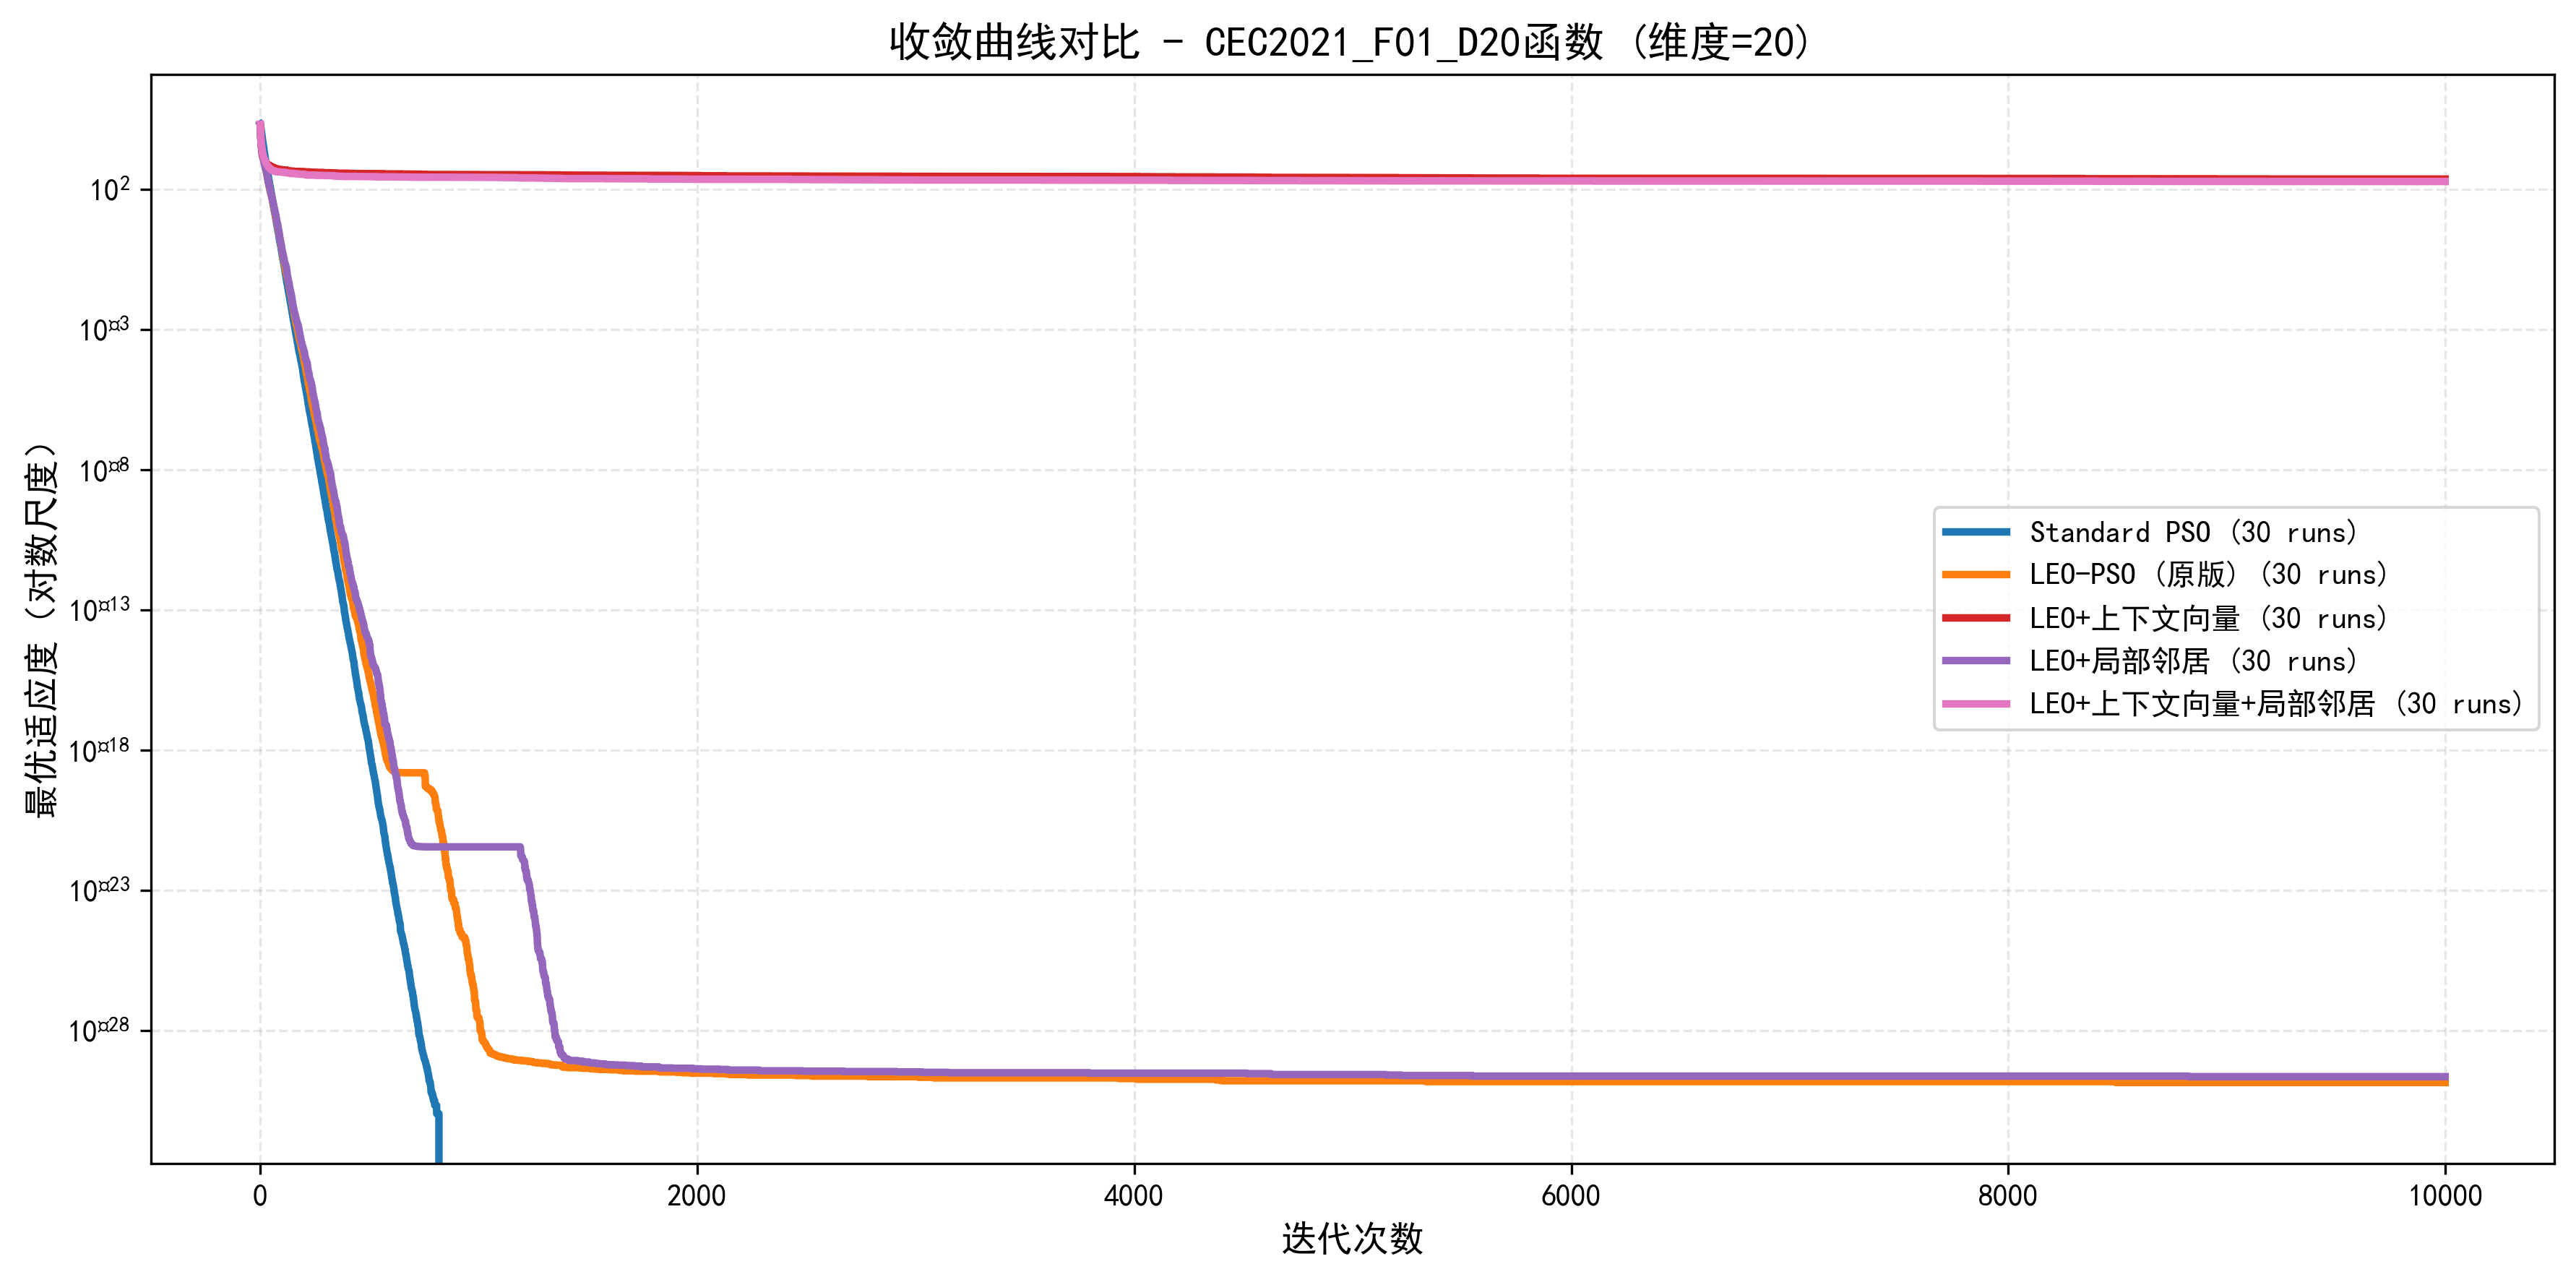 收敛曲线对比 - CEC2021_F01_D20函数 (维度=20)
最优适应度 (对数尺度)
10²
10¤3
10¤8
10¤13
10¤18
10¤23
10¤28
Standard PSO (30 runs)
LEO-PSO (原版) (30 runs)
LEO+上下文向量 (30 runs)
LEO+局部邻居 (30 runs)
LEO+上下文向量+局部邻居 (30 runs)
0 2000 4000 6000 8000 10000
迭代次数